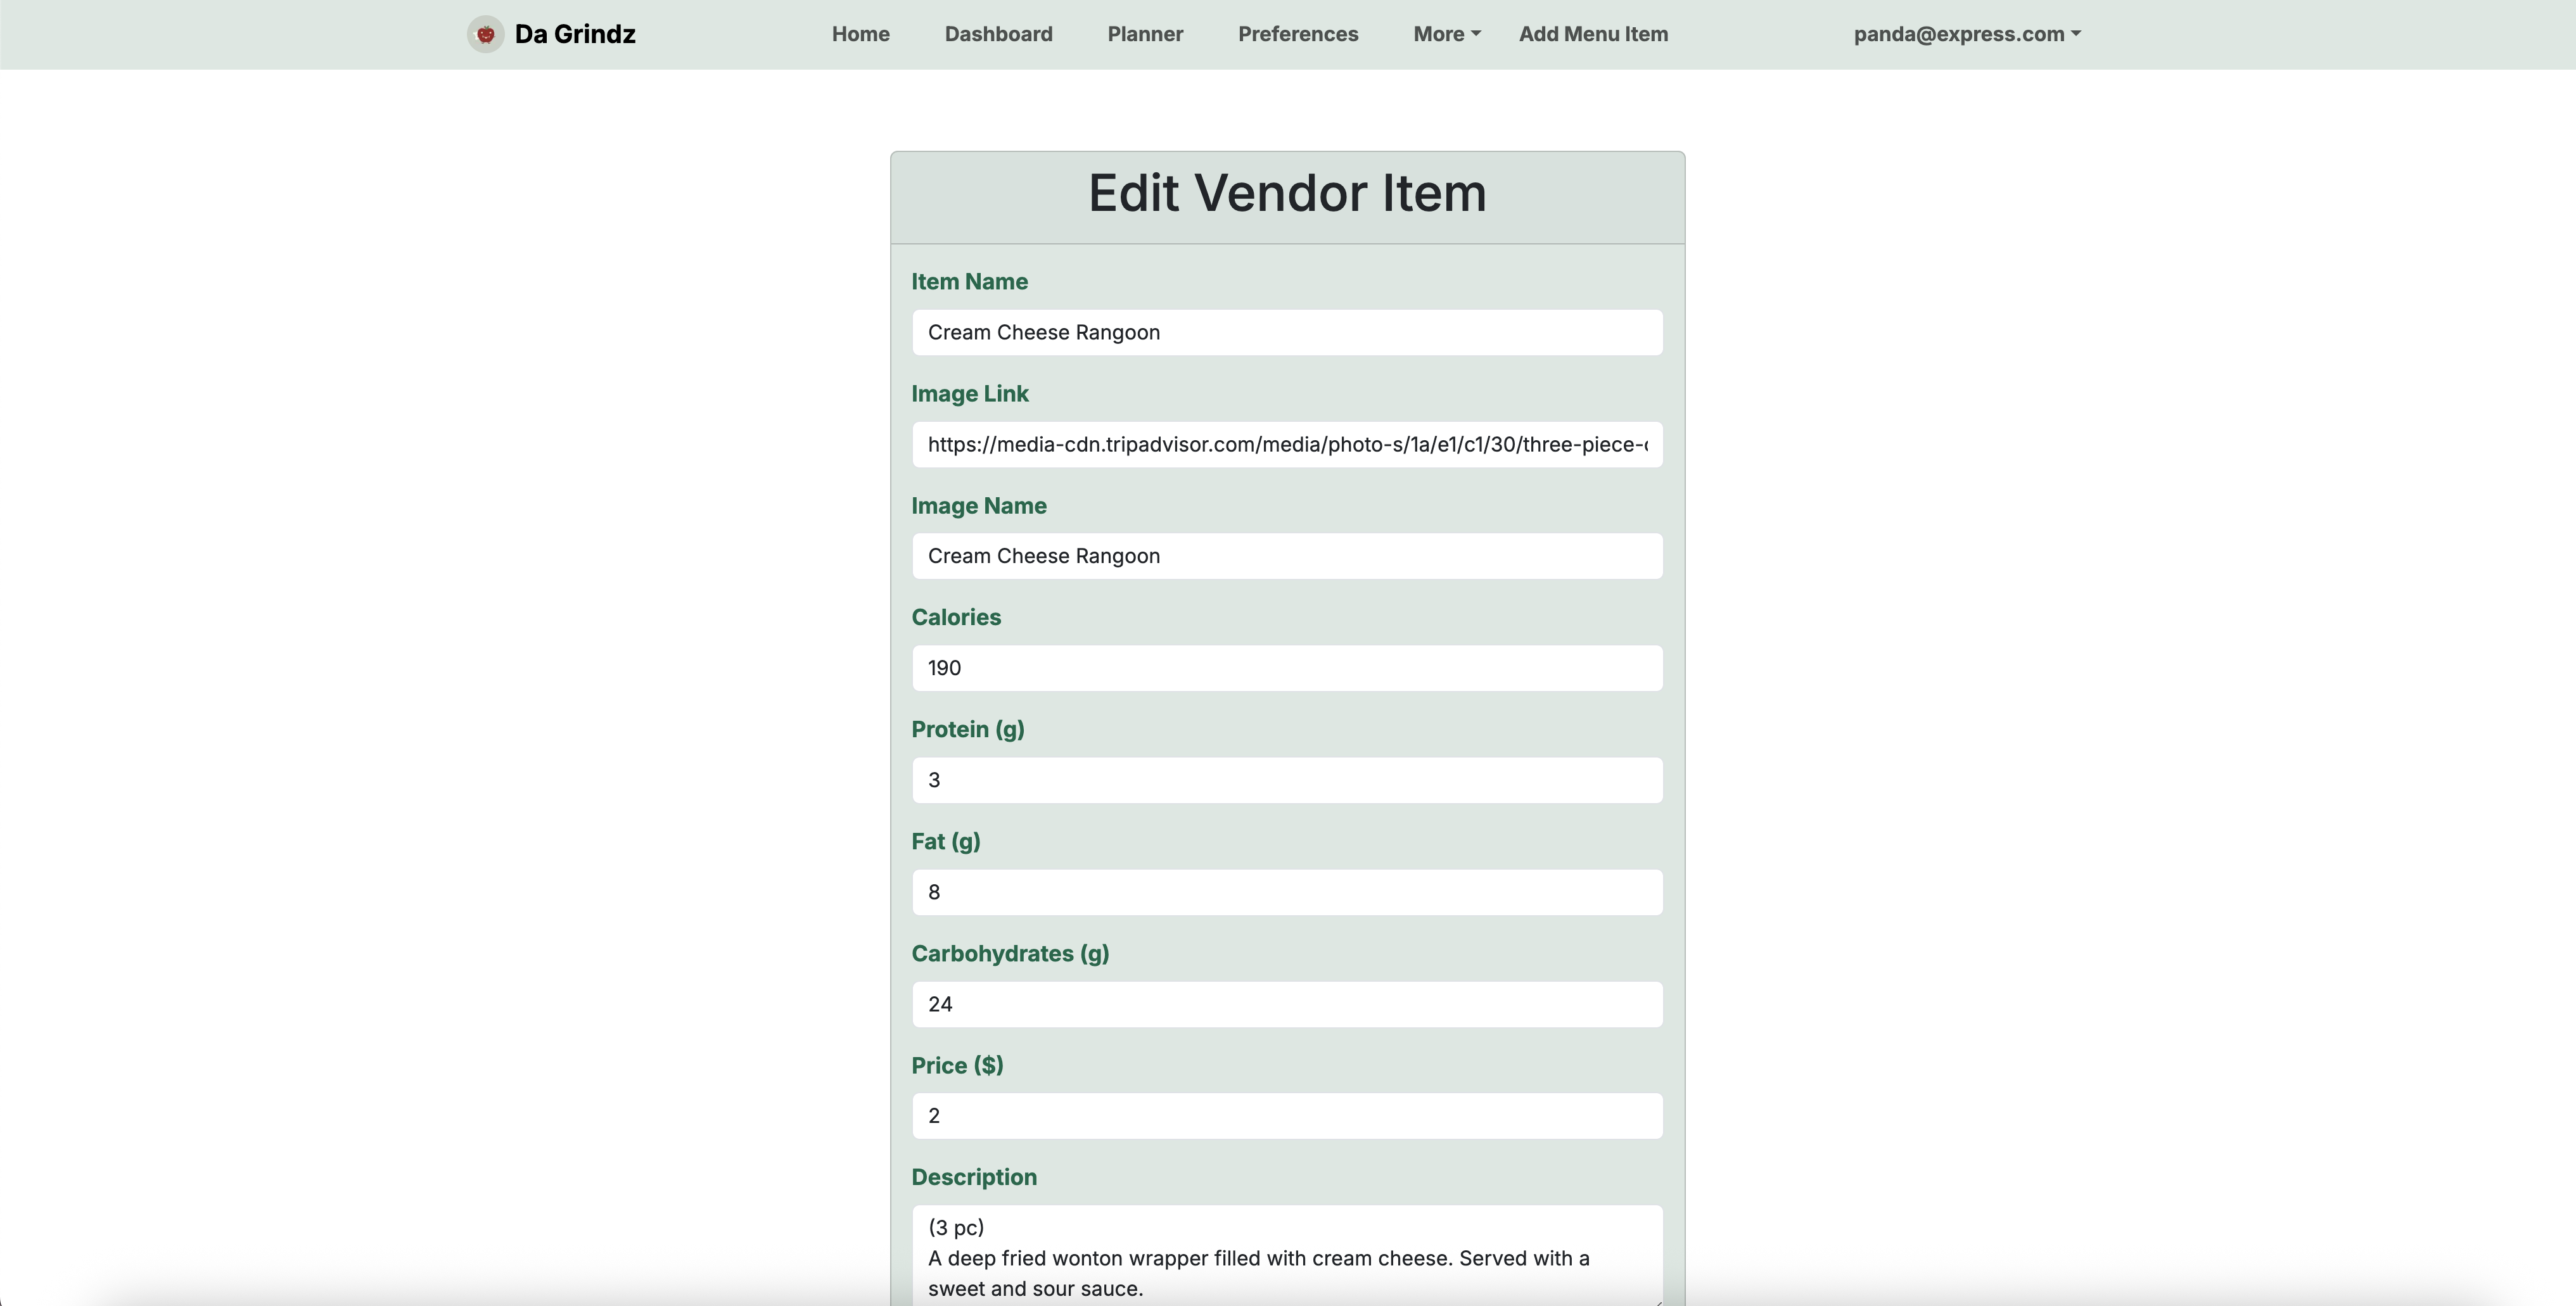 Da Grindz
Home
Dashboard
Planner
Preferences
More
Add Menu Item
panda@express.com
Edit Vendor Item
Item Name
Cream Cheese Rangoon
Image Link
https://media-cdn.tripadvisor.com/media/photo-s/1a/e1/c1/30/three-piece-
Image Name
Cream Cheese Rangoon
Calories
190
Protein (g)
3
Fat (g)
8
Carbohydrates (g)
24
Price ($)
2
Description
(3 pc)
A deep fried wonton wrapper filled with cream cheese. Served with a
sweet and sour sauce.